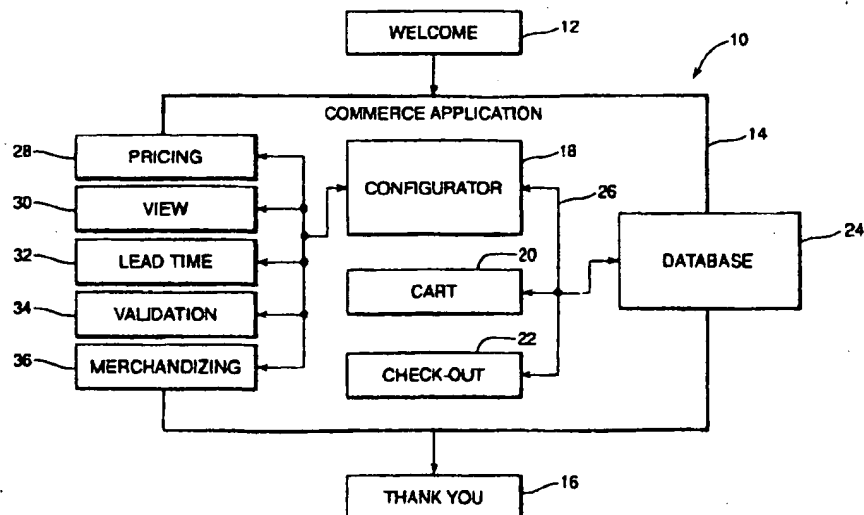 WELCOME
12
10
COMMERCE APPLICATION
28
PRICING
18
14
CONFIGURATOR
30
VIEW
26
24
32
LEAD TIME
20
DATABASE
CART
34
VALIDATION
22
36
MERCHANDIZING
CHECK-OUT
THANK YOU
16